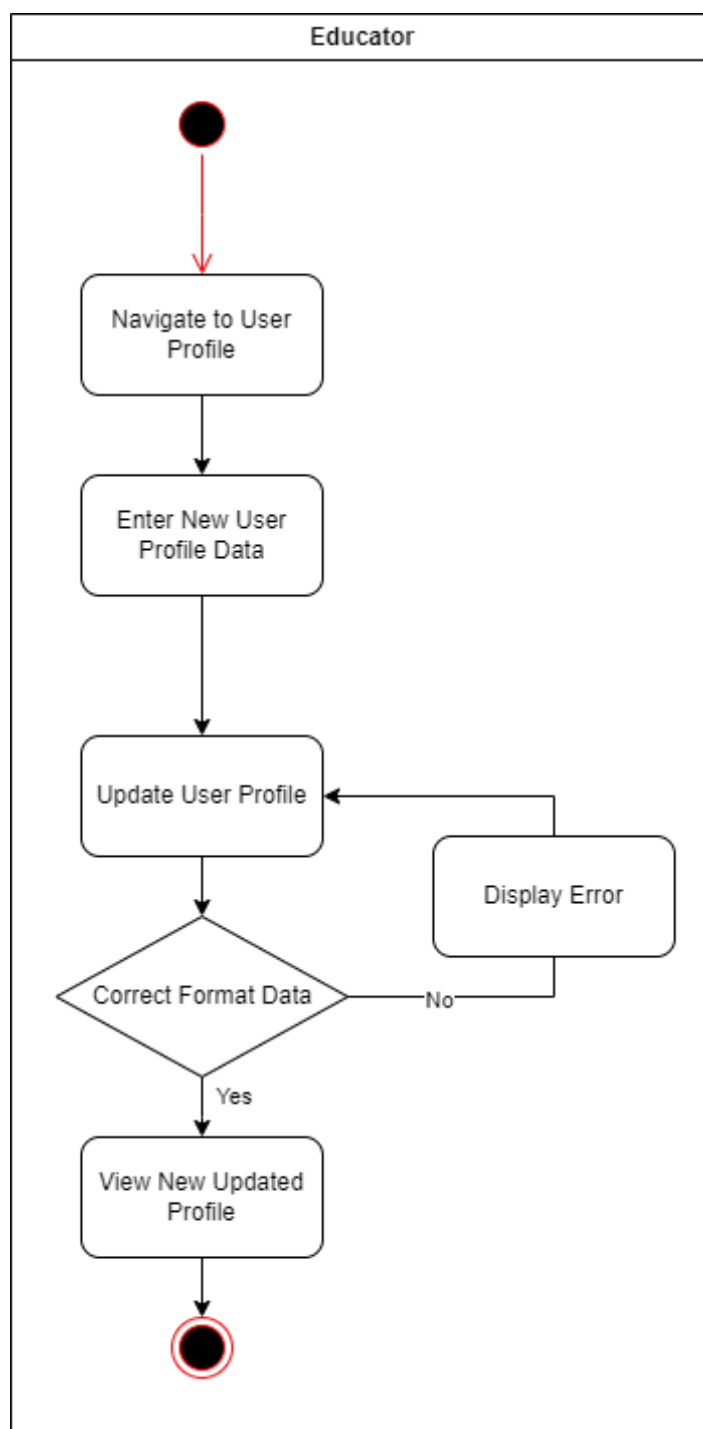 Educator
Navigate to User
Profile
Enter New User
Profile Data
Update User Profile
Display Error
Correct Format Data
No
Yes
View New Updated
Profile